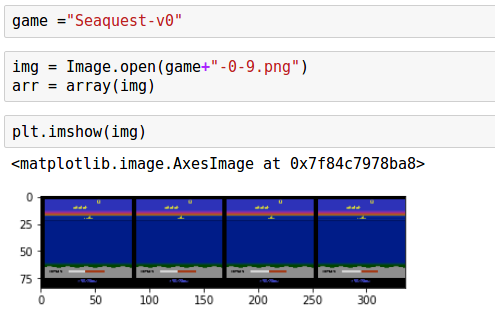 game ="Seaquest-v0"
img = Image.open(game+"-0-9.png")
arr = array(img)
plt.imshow(img)
<matplotlib.image.AxesImage at 0x7f84c7978ba8>
0
25
50
75
0 50 100 150 200 250 300